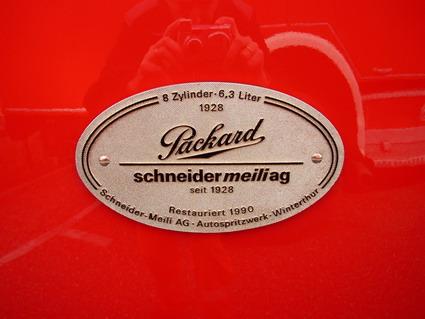 8 Zylinder · 6,3 Liter
1928
Packard
schneidermeiliag
seit 1928
Restauriert 1990
Schneider-Meili AG · Autospritzwerk · Winterthur